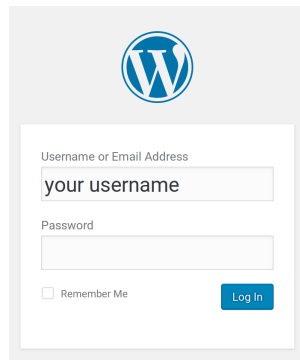 Username or Email Address
your username
Password
Remember Me
Log In